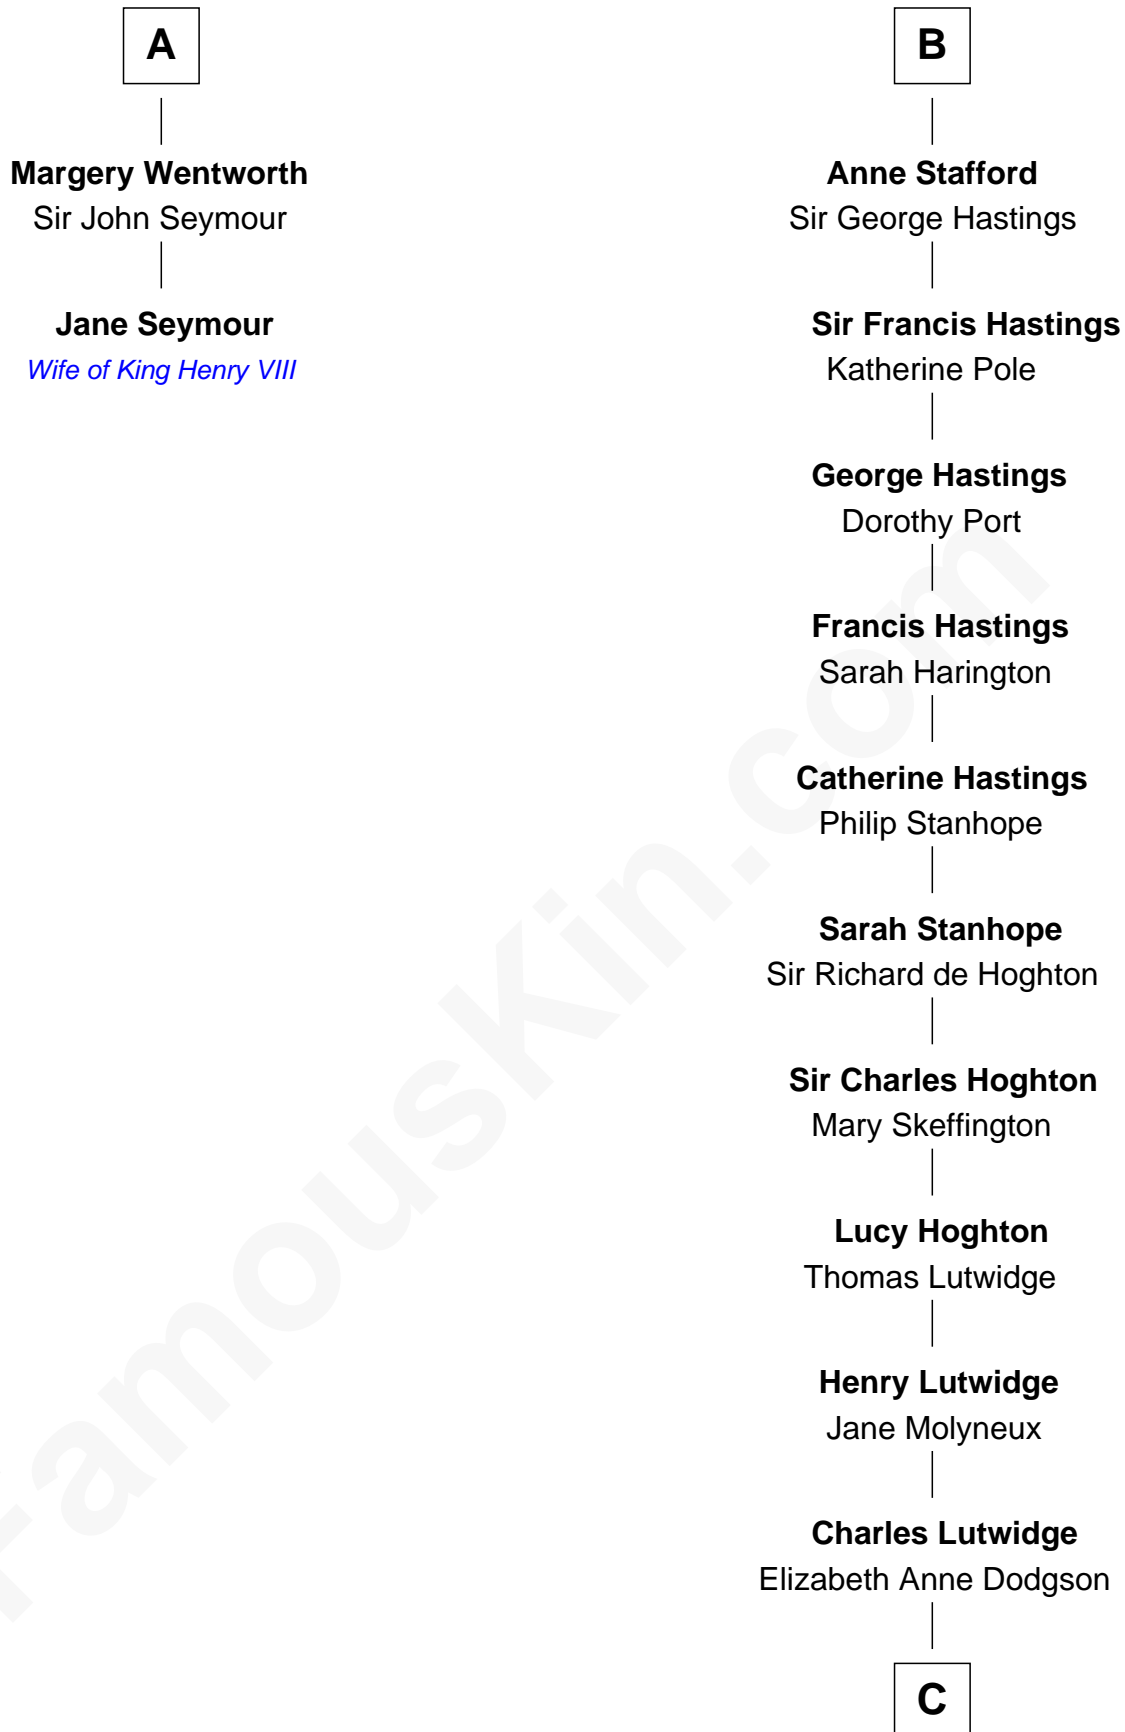 A
Margery Wentworth
Sir John Seymour
Jane Seymour
Wife of King Henry VIII
B
Anne Stafford
Sir George Hastings
Sir Francis Hastings
Katherine Pole
George Hastings
Dorothy Port
Francis Hastings
Sarah Harington
Catherine Hastings
Philip Stanhope
Sarah Stanhope
Sir Richard de Hoghton
Sir Charles Hoghton
Mary Skeffington
Lucy Hoghton
Thomas Lutwidge
Henry Lutwidge
Jane Molyneux
Charles Lutwidge
Elizabeth Anne Dodgson
C
FamousKin.com